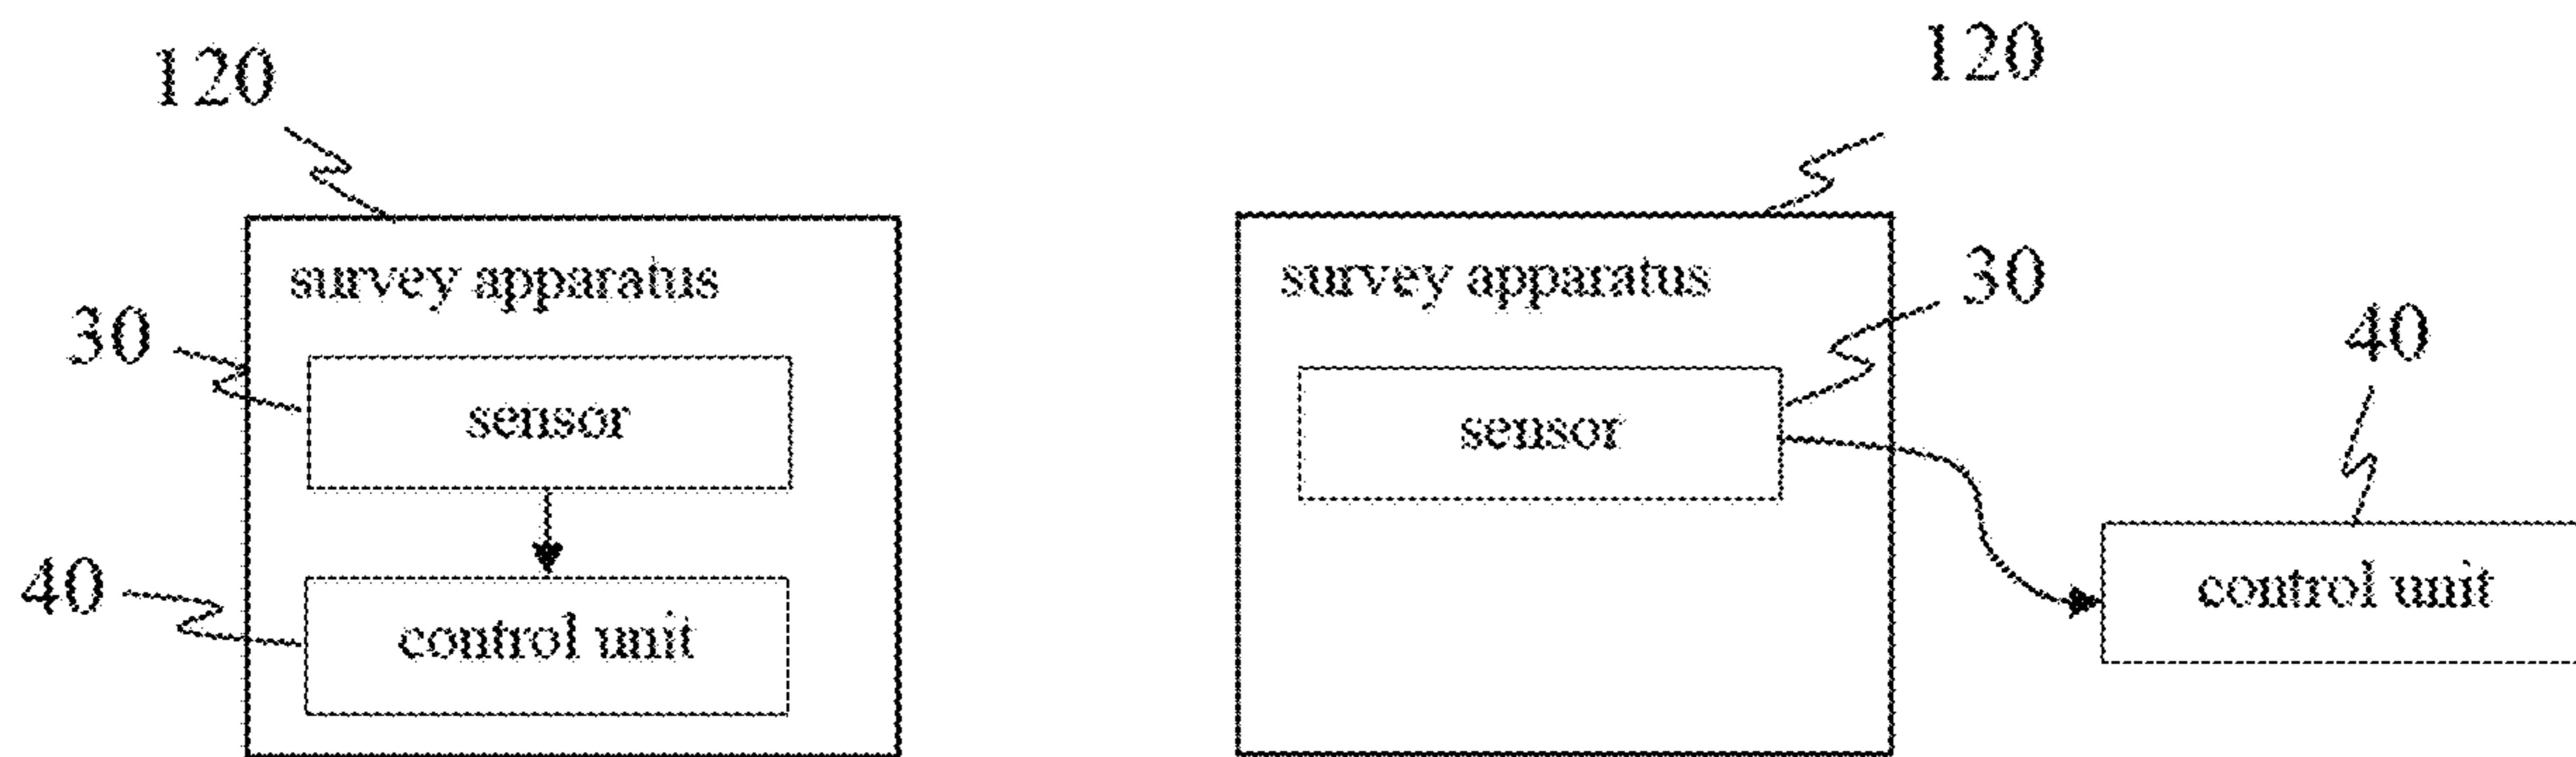 120
survey apparatus
30
sensor
40
control unit
120
survey apparatus
30
sensor
40
control unit